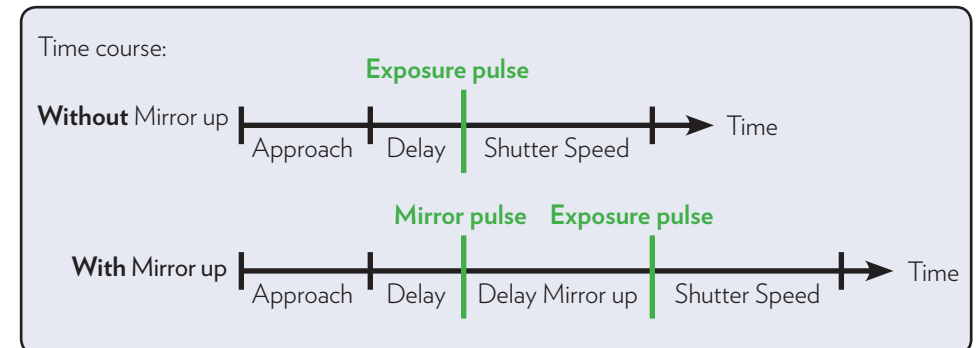 Time course:
Exposure pulse
Without Mirror up
Time
Approach Delay Shutter Speed
Mirror pulse Exposure pulse
With Mirror up
Time
Approach Delay Delay Mirror up Shutter Speed